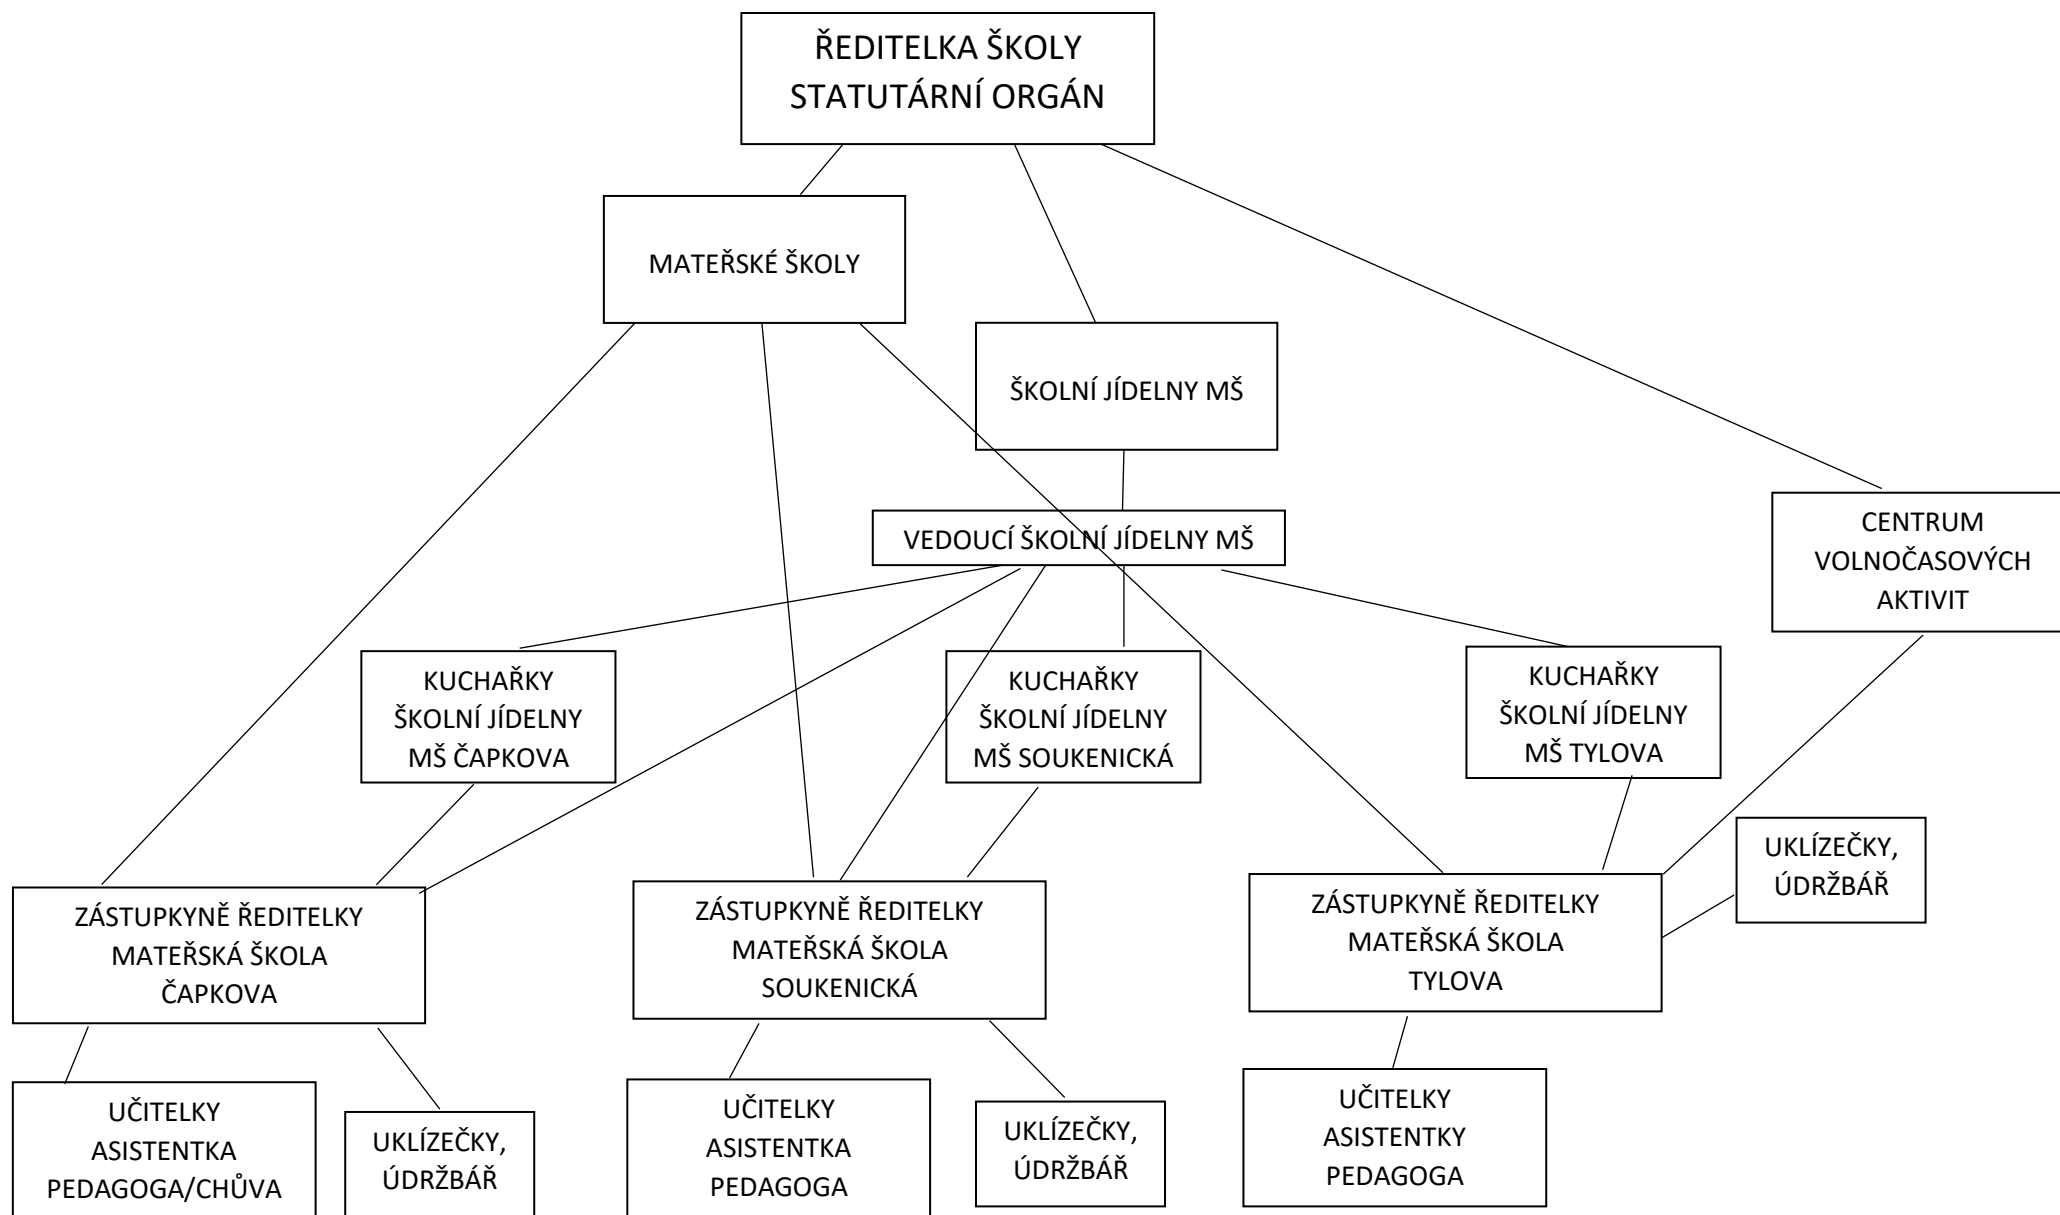 ŘEDITELKA ŠKOLY
STATUTÁRNÍ ORGÁN
MATEŘSKÉ ŠKOLY
ŠKOLNÍ JÍDELNY MŠ
VEDOUCÍ ŠKOLNÍ JÍDELNY MŠ
CENTRUM
VOLNOČASOVÝCH
AKTIVIT
KUCHAŘKY
ŠKOLNÍ JÍDELNY
MŠ ČAPKOVA
KUCHAŘKY
ŠKOLNÍ JÍDELNY
MŠ SOUKENICKÁ
KUCHAŘKY
ŠKOLNÍ JÍDELNY
MŠ TYLOVA
UKLÍZEČKY,
ÚDRŽBÁŘ
ZÁSTUPKYNĚ ŘEDITELKY
MATEŘSKÁ ŠKOLA
ČAPKOVA
ZÁSTUPKYNĚ ŘEDITELKY
MATEŘSKÁ ŠKOLA
SOUKENICKÁ
ZÁSTUPKYNĚ ŘEDITELKY
MATEŘSKÁ ŠKOLA
TYLOVA
UČITELKY
ASISTENTKA
PEDAGOGA/CHŮVA
UKLÍZEČKY,
ÚDRŽBÁŘ
UČITELKY
ASISTENTKA
PEDAGOGA
UKLÍZEČKY,
ÚDRŽBÁŘ
UČITELKY
ASISTENTKY
PEDAGOGA